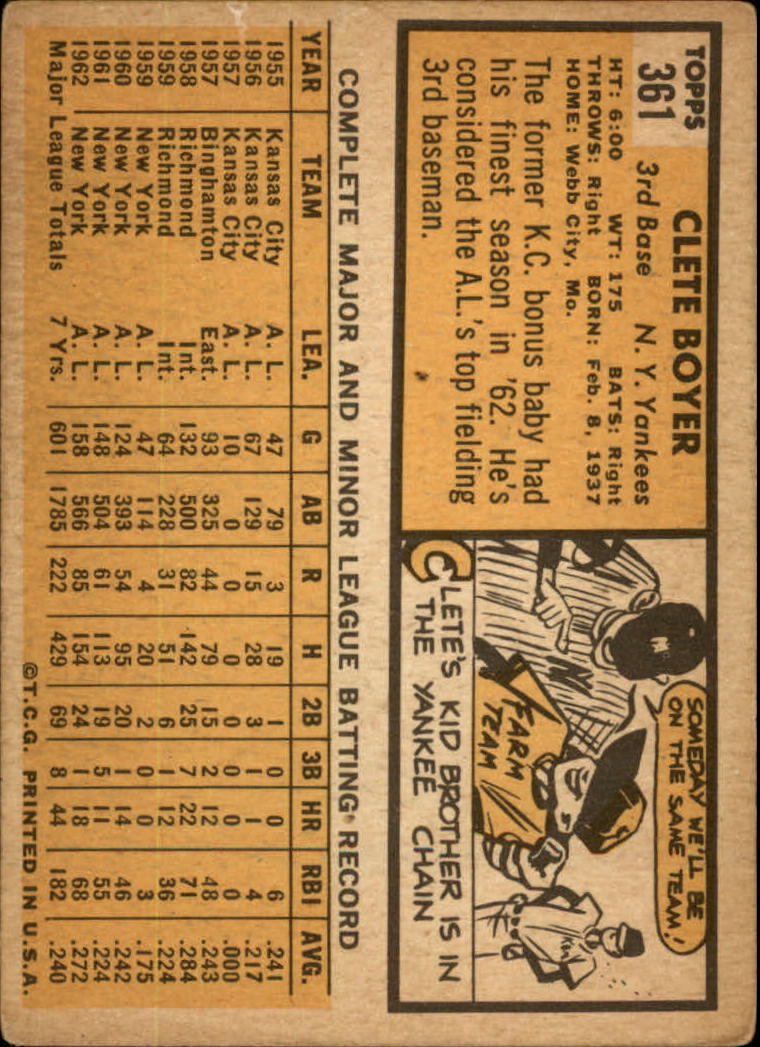 TOPPS
361
CLETE BOYER
3rd Base N. Y. Yankees
HT: 6:00 WT: 175 BATS: Right
THROWS: Right BORN: Feb. 8, 1937
HOME: Webb City, Mo.
The former K.C. bonus baby had
his finest season in '62. He's
considered the A.L.'s top fielding
3rd baseman.
SOMEDAY WE'LL BE
ON THE SAME TEAM!
FARM
TEAM
CLETE'S KID BROTHER IS IN
THE YANKEE CHAIN
COMPLETE MAJOR AND MINOR LEAGUE BATTING RECORD
YEAR TEAM LEA. G AB R H 2B 3B HR RBI AVG.
1955 Kansas City A. L. 47 79 3 19 1 0 0 6 .241
1956 Kansas City A. L. 67 129 15 28 3 1 1 4 .217
1957 Kansas City A. L. 10 0 0 0 0 0 0 0 .000
1957 Binghamton East. 93 325 44 79 15 2 12 48 .243
1958 Richmond Int. 132 500 82 142 25 7 22 71 .284
1959 Richmond Int. 64 228 31 51 6 1 12 36 .224
1959 New York A. L. 47 114 4 20 2 0 0 3 .175
1960 New York A. L. 124 393 54 95 20 1 14 46 .242
1961 New York A. L. 148 504 61 113 19 5 11 55 .224
1962 New York A. L. 158 566 85 154 24 1 18 68 .272
Major League Totals 7 Yrs. 601 1785 222 429 69 8 44 182 .240
©T.C.G. PRINTED IN U.S.A.